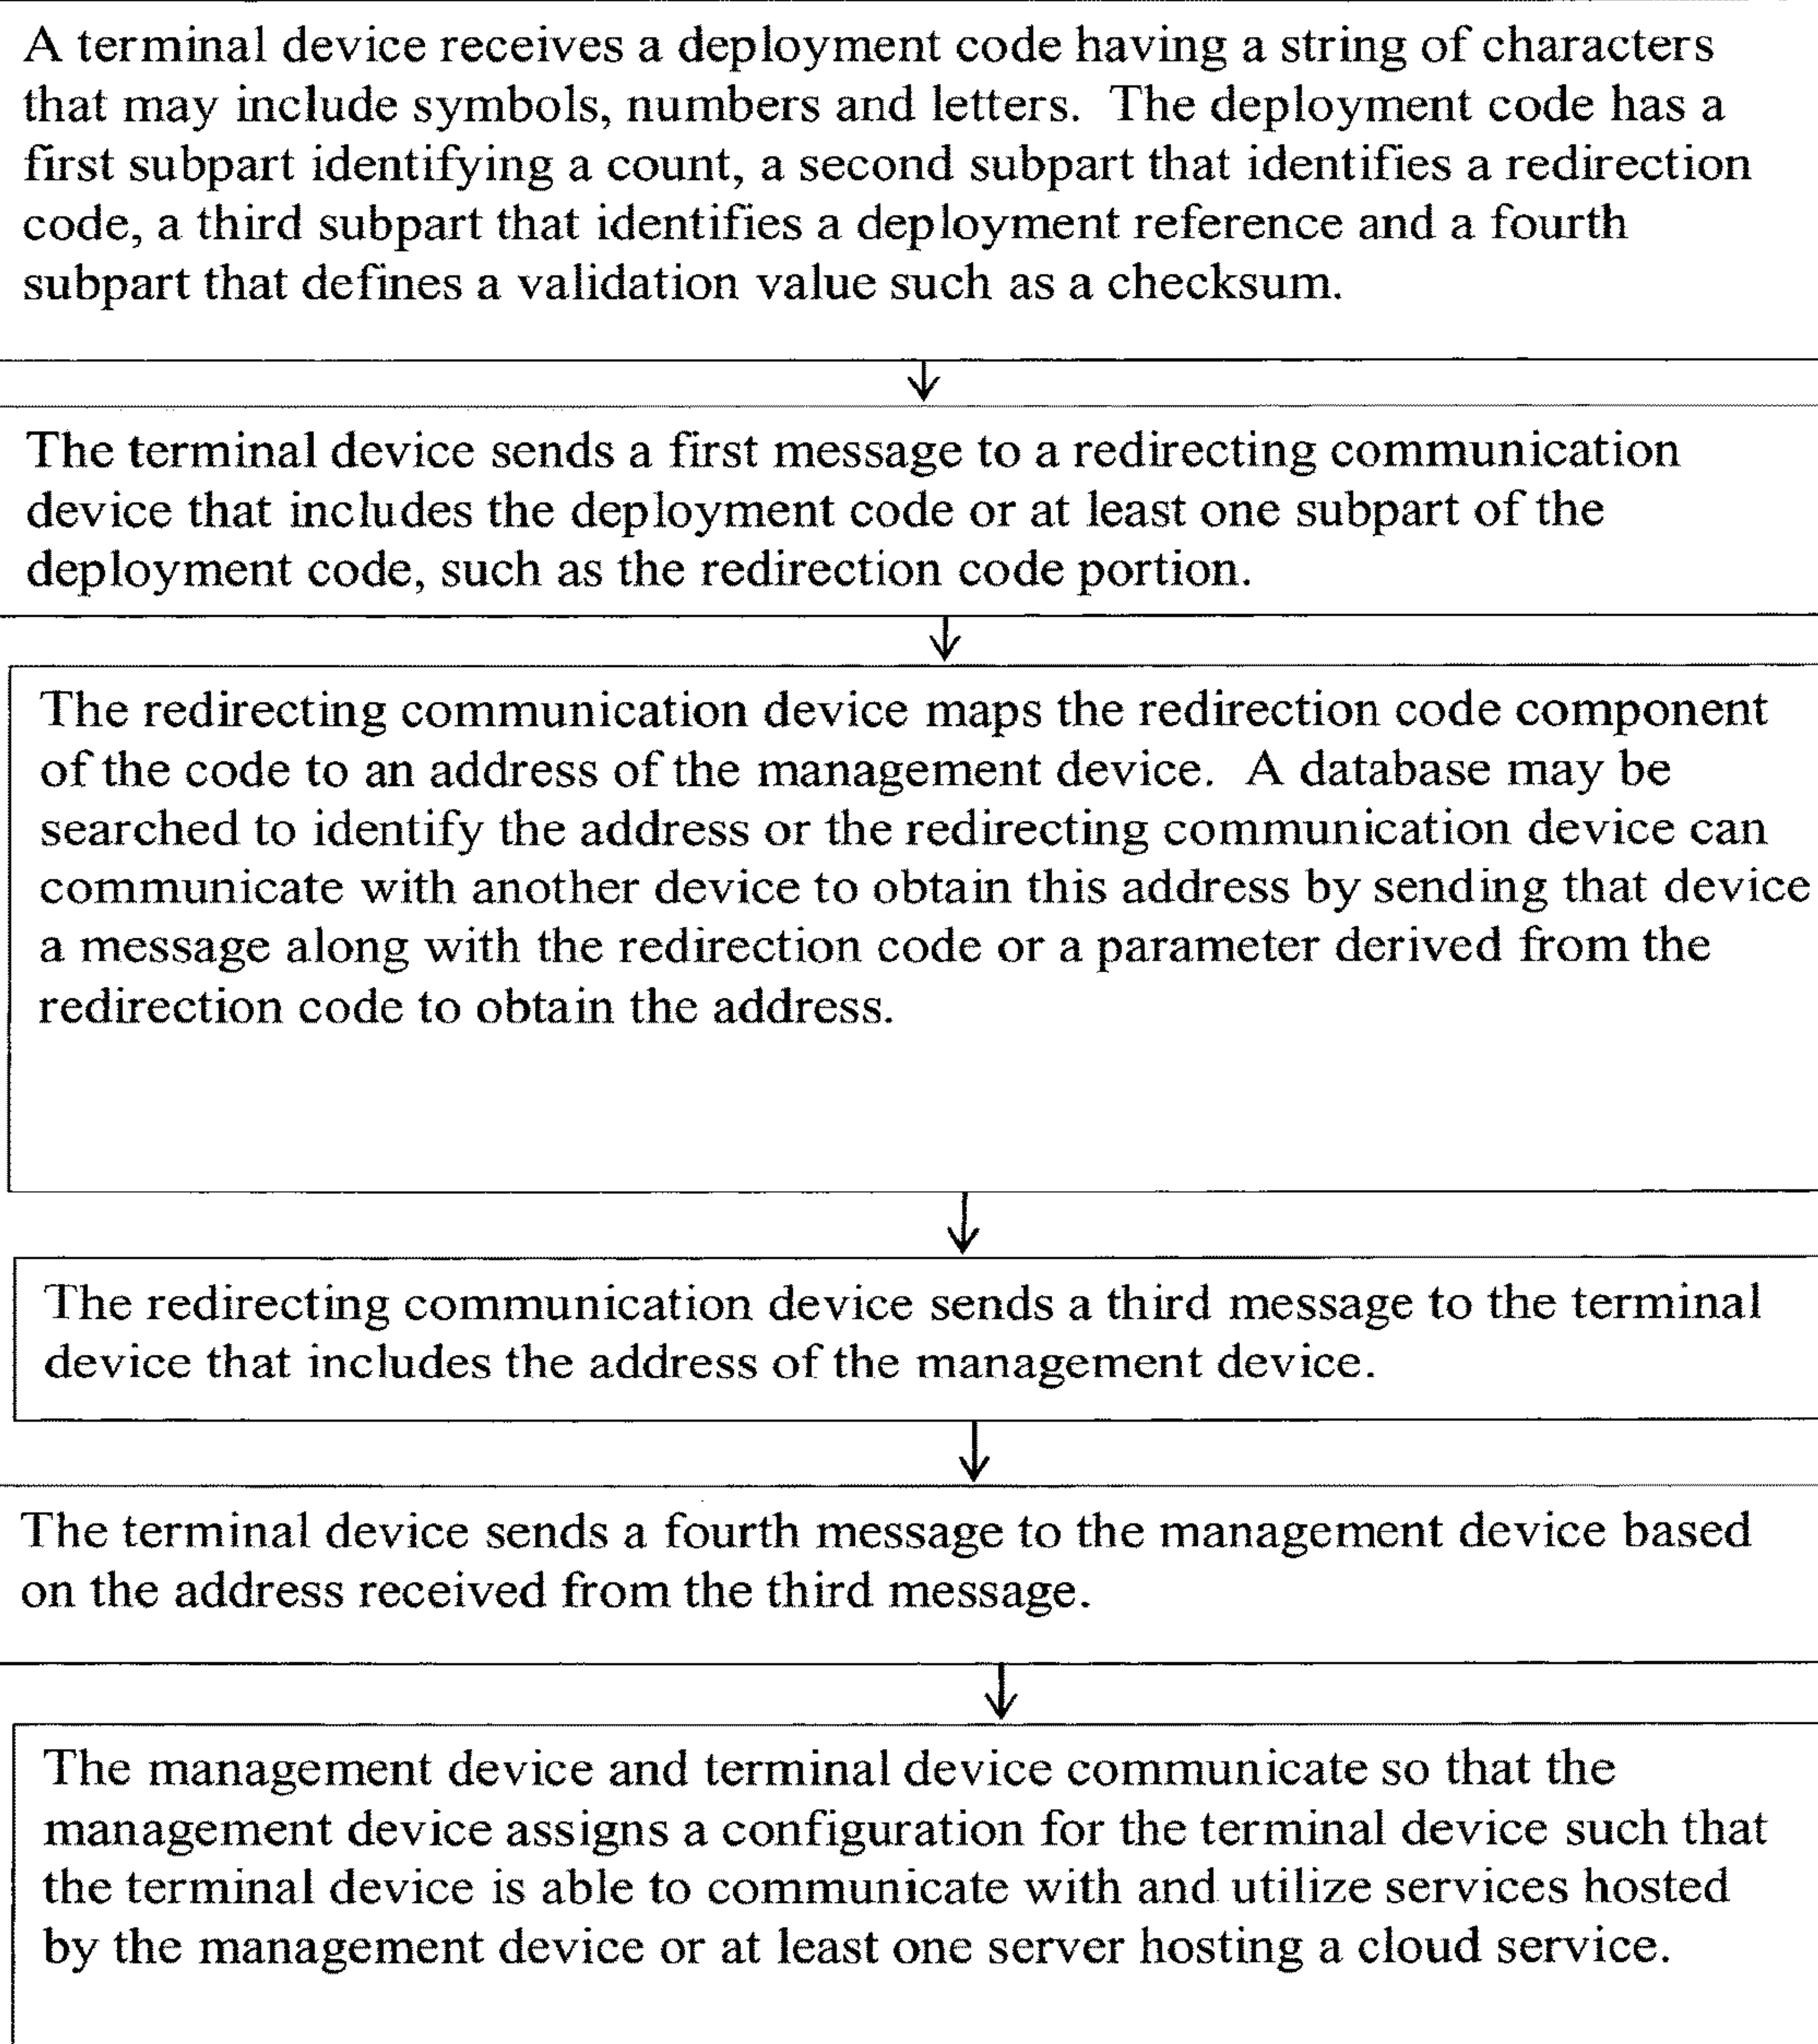 A terminal device receives a deployment code having a string of characters
that may include symbols, numbers and letters. The deployment code has a
first subpart identifying a count, a second subpart that identifies a redirection
code, a third subpart that identifies a deployment reference and a fourth
subpart that defines a validation value such as a checksum.
The terminal device sends a first message to a redirecting communication
device that includes the deployment code or at least one subpart of the
deployment code, such as the redirection code portion.
The redirecting communication device maps the redirection code component
of the code to an address of the management device. A database may be
searched to identify the address or the redirecting communication device can
communicate with another device to obtain this address by sending that device
a message along with the redirection code or a parameter derived from the
redirection code to obtain the address.
The redirecting communication device sends a third message to the terminal
device that includes the address of the management device.
The terminal device sends a fourth message to the management device based
on the address received from the third message.
The management device and terminal device communicate so that the
management device assigns a configuration for the terminal device such that
the terminal device is able to communicate with and utilize services hosted
by the management device or at least one server hosting a cloud service.